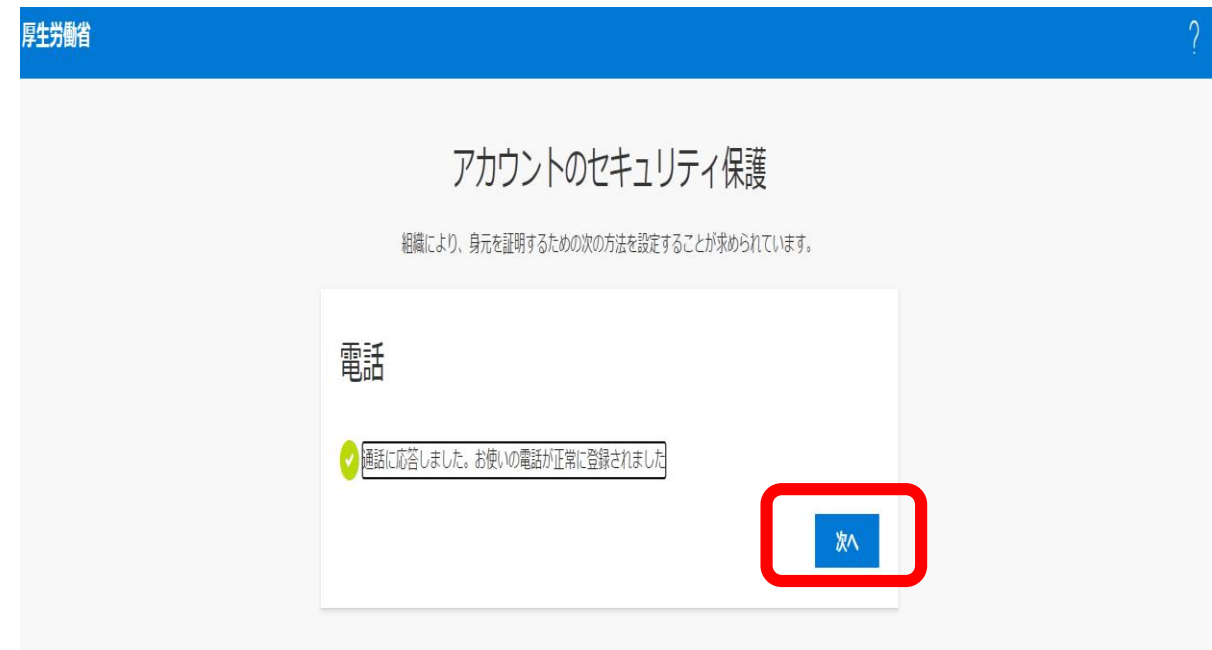 厚生労働省
?
アカウントのセキュリティ保護
組織により、身元を証明するための次の方法を設定することが求められています。
電話
通話に応答しました。お使いの電話が正常に登録されました
次へ